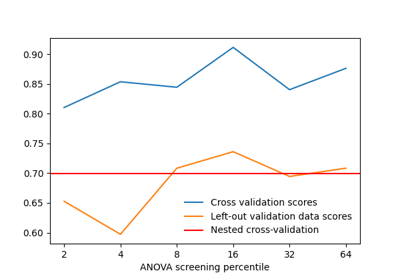 0.90
0.85
0.80
0.75
0.70
0.65
0.60
Cross validation scores
Left-out validation data scores
Nested cross-validation
2 4 8 16 32 64
ANOVA screening percentile